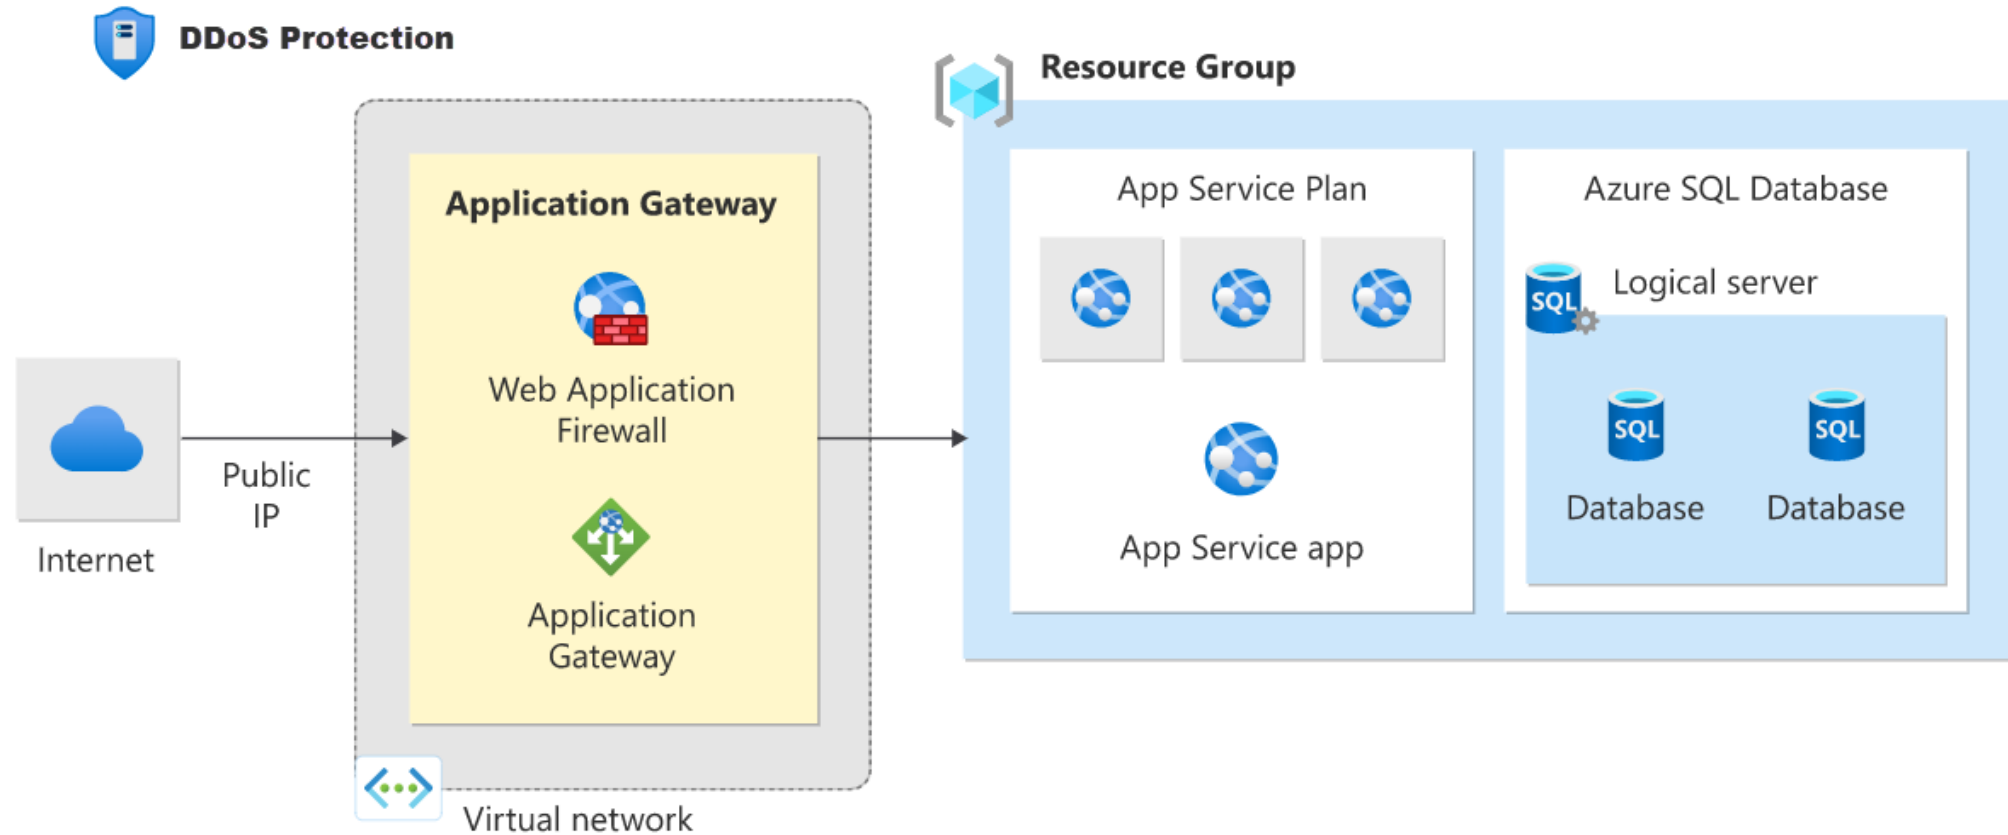 DDoS Protection
Resource Group
Application Gateway
Web Application
Firewall
Application
Gateway
Public
IP
Internet
Virtual network
App Service Plan
App Service app
Azure SQL Database
SQL
Logical server
SQL
SQL
Database
Database